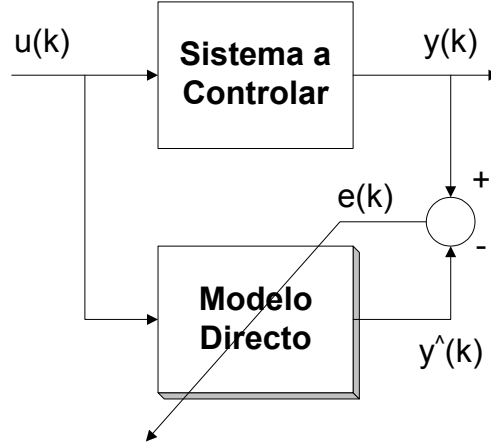 u(k)
Sistema a
Controlar
y(k)
+
e(k)
-
Modelo
Directo
y^(k)